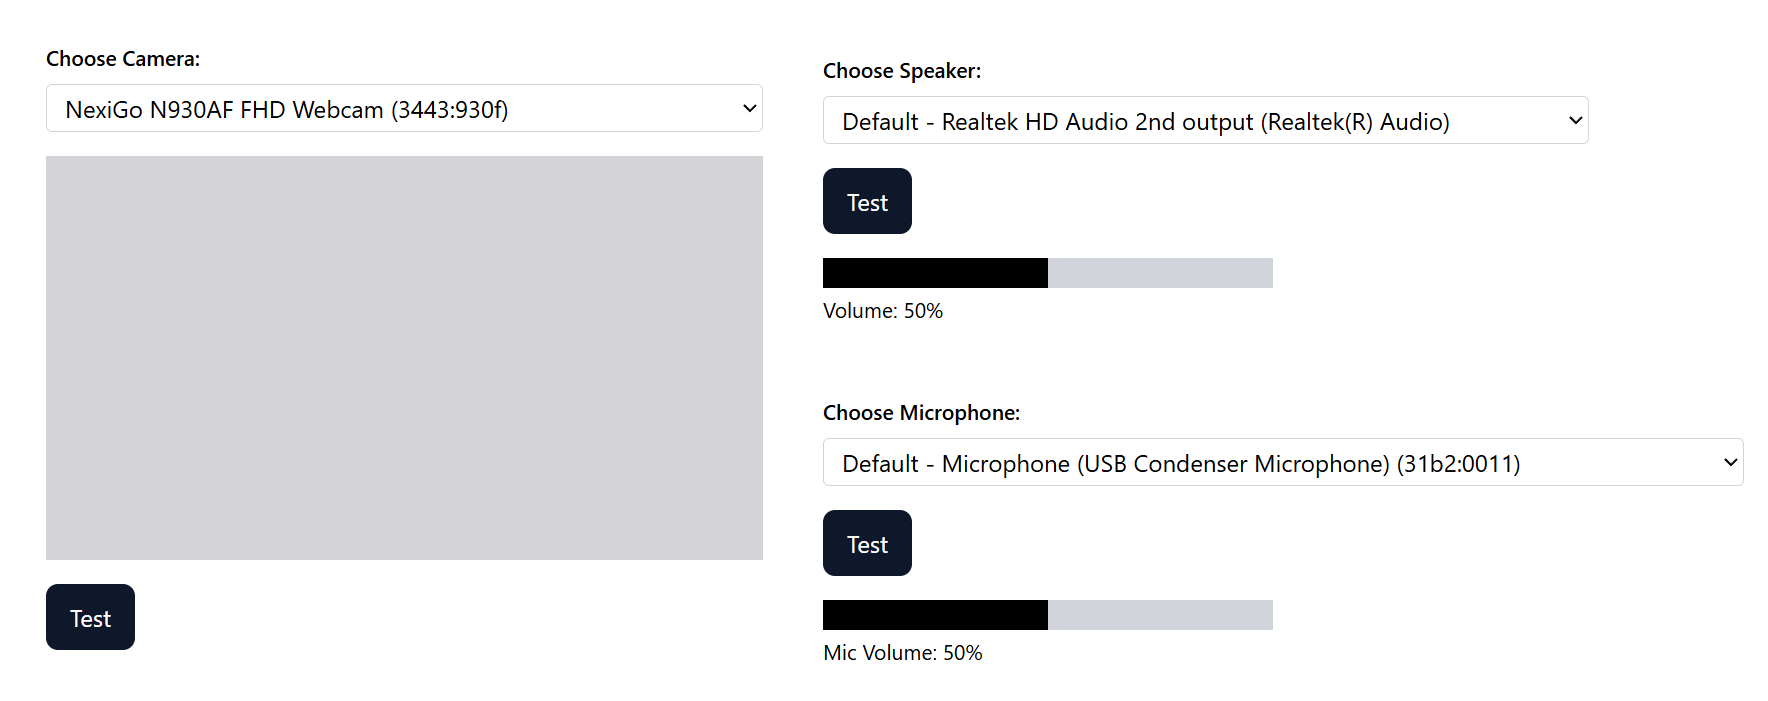 Choose Camera:
NexiGo N930AF FHD Webcam (3443:930f)
Test
Choose Speaker:
Default - Realtek HD Audio 2nd output (Realtek(R) Audio)
Test
Volume: 50%
Choose Microphone:
Default - Microphone (USB Condenser Microphone) (31b2:0011)
Test
Mic Volume: 50%